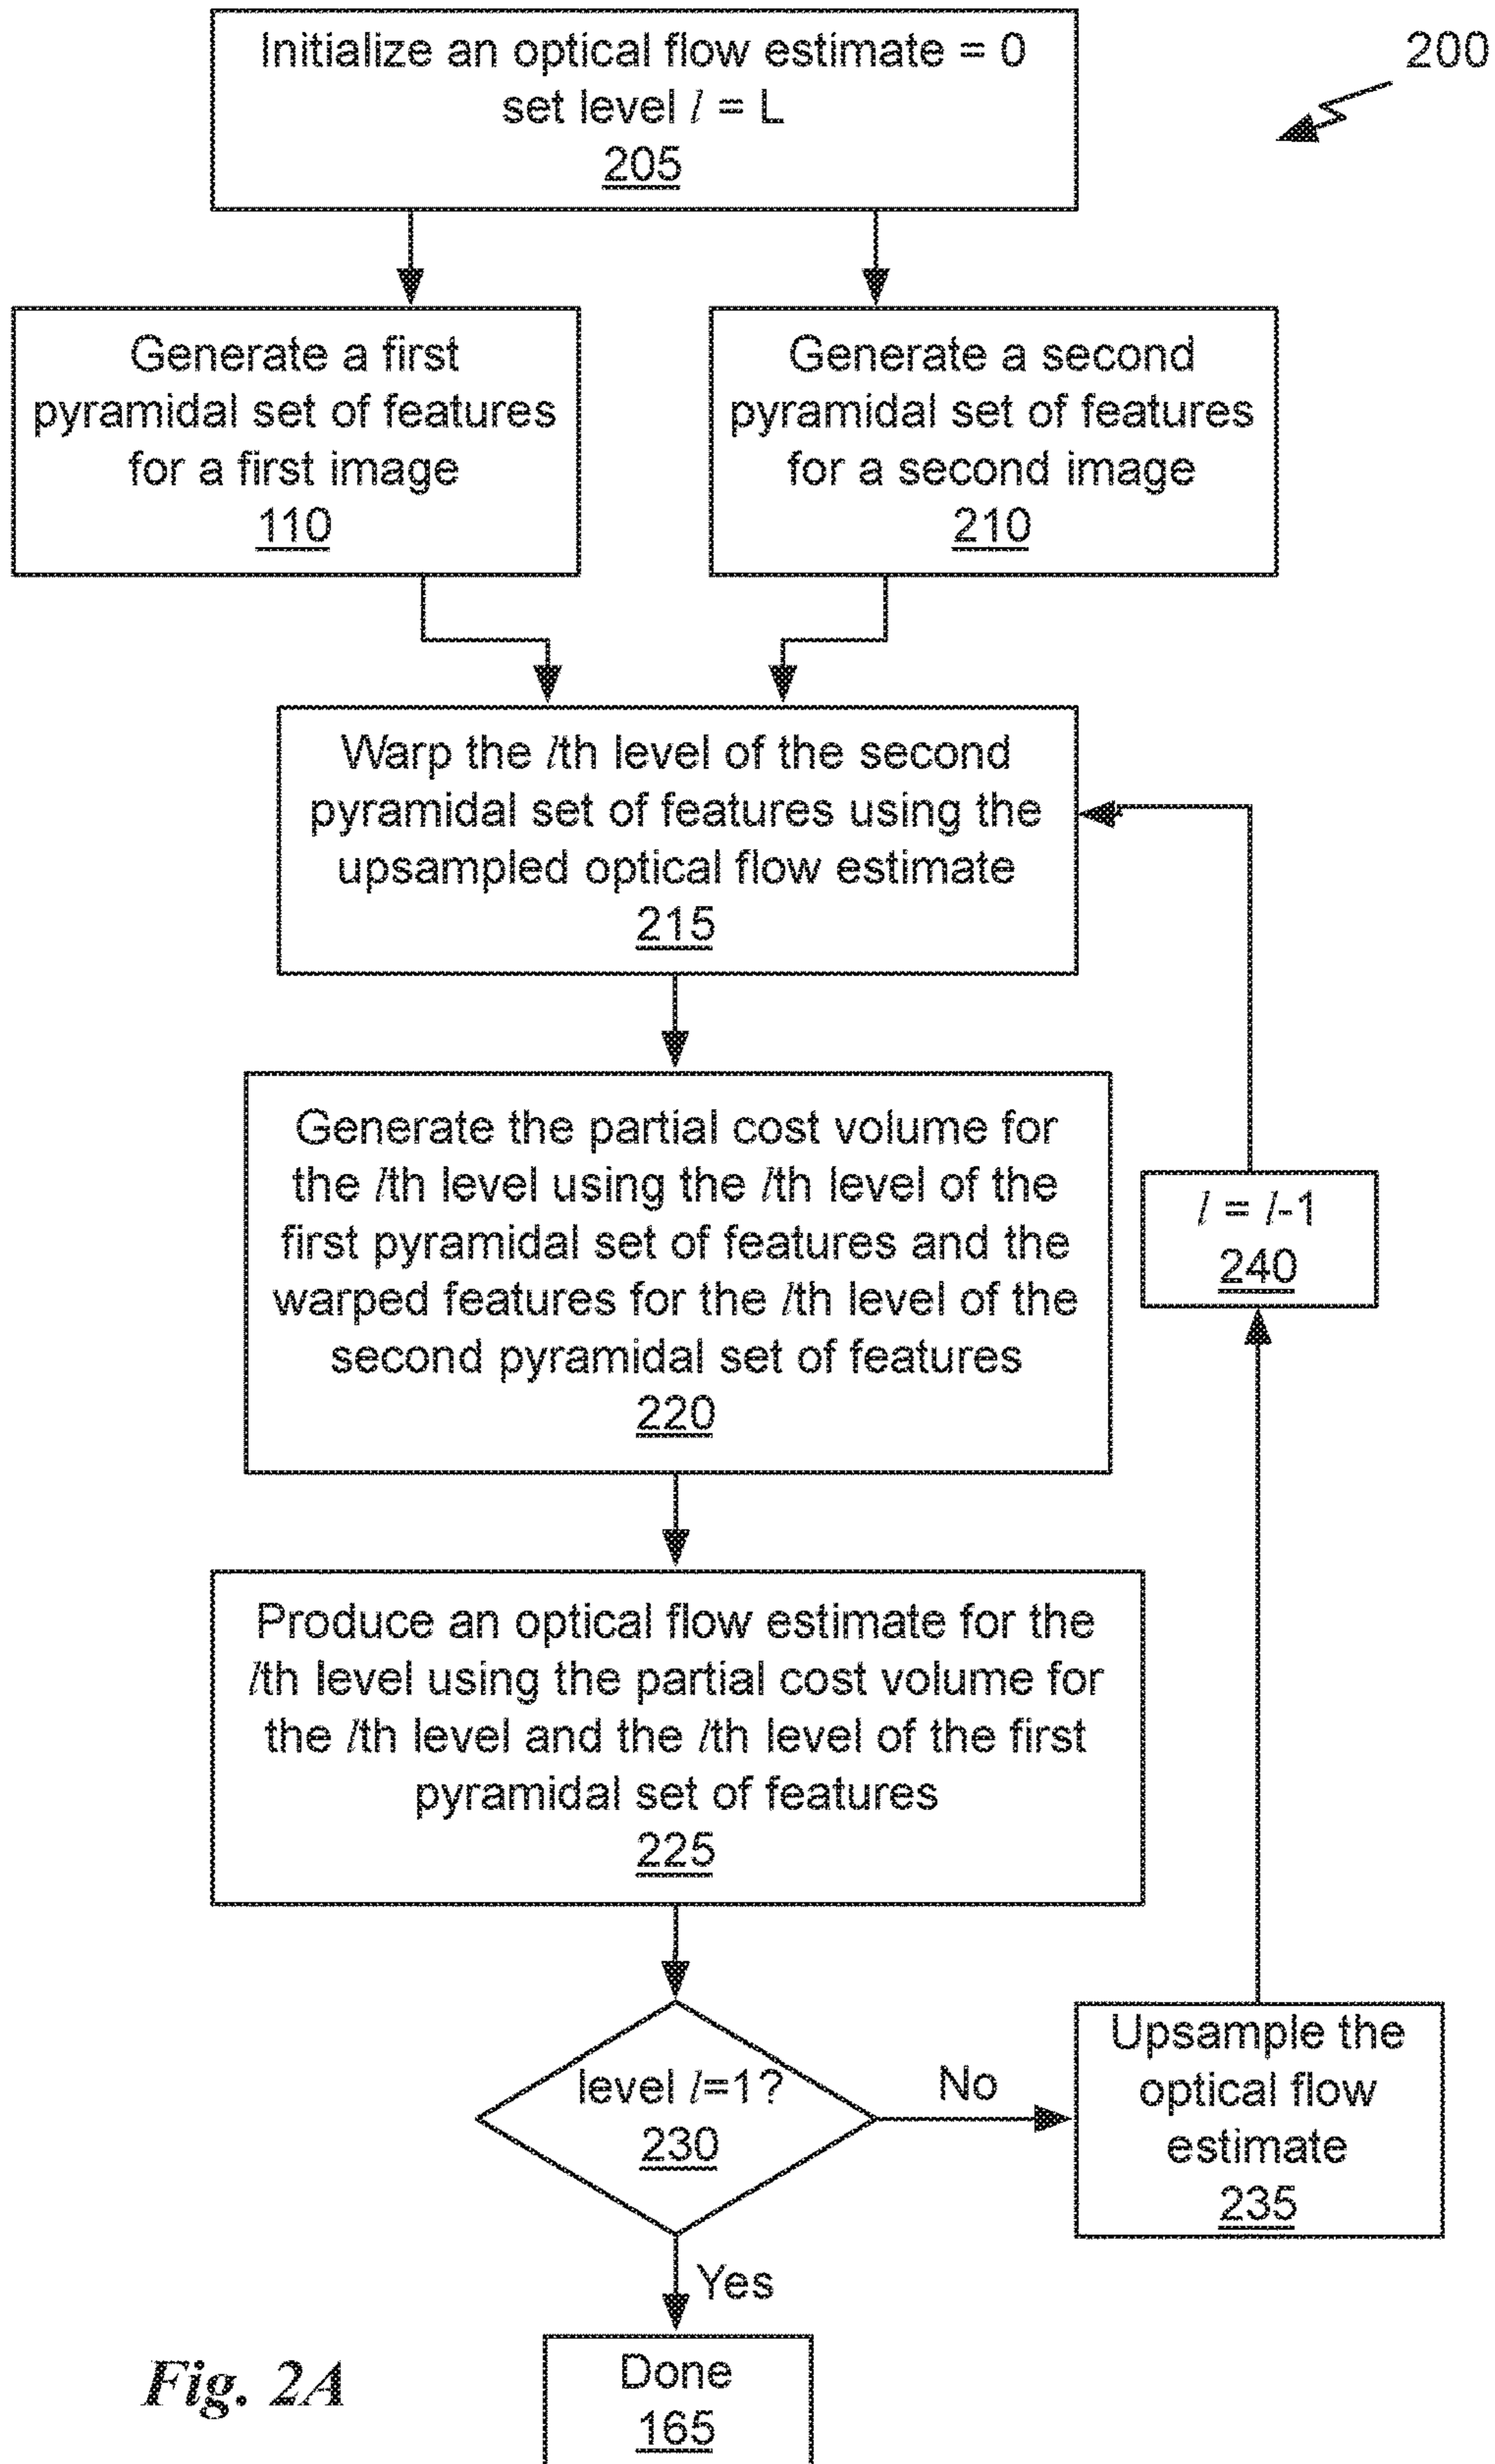 200
Initialize an optical flow estimate = 0
set level l = L
205
Generate a first
pyramidal set of features
for a first image
110
Generate a second
pyramidal set of features
for a second image
210
Warp the lth level of the second
pyramidal set of features using the
upsampled optical flow estimate
215
Generate the partial cost volume for
the lth level using the lth level of the
first pyramidal set of features and the
warped features for the lth level of the
second pyramidal set of features
220
l = l-1
240
Produce an optical flow estimate for the
lth level using the partial cost volume for
the lth level and the lth level of the first
pyramidal set of features
225
level l=1?
230
No
Upsample the
optical flow
estimate
235
Yes
Done
165
Fig. 2A